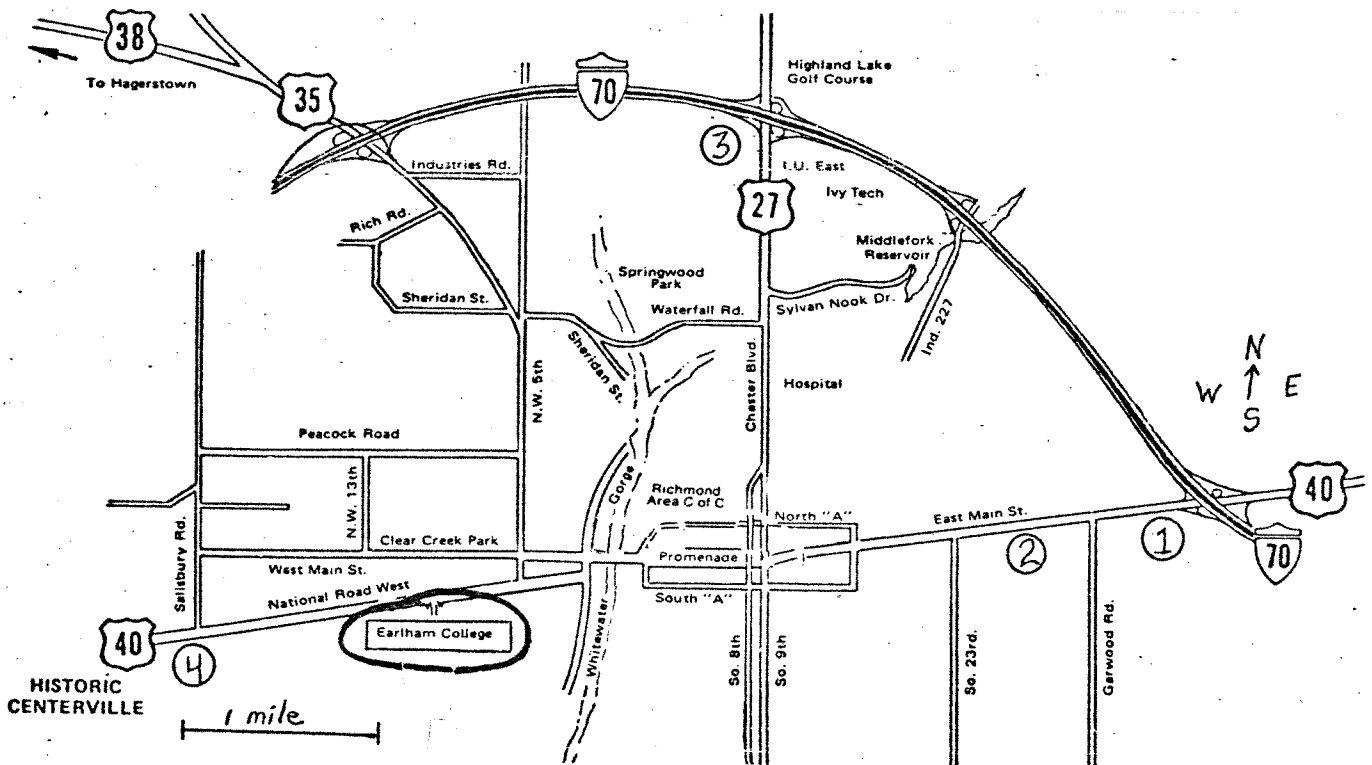 38
To Hagerstown
35
70
Highland Lake
Golf Course
3
Industries Rd.
I.U. East
Ivy Tech
27
Rich Rd.
Middlefork
Reservoir
Springwood
Park
Sheridan St.
Waterfall Rd.
Sylvan Nook Dr.
Ind. 227
Sheridan St.
N.W. 5th
Chester Blvd.
Hospital
N
W E
S
Peacock Road
N.W. 13th
Gorge
Richmond
Area C of C
North "A"
East Main St.
40
Salisbury Rd.
Clear Creek Park
Promenade
2
1
70
West Main St.
National Road West
South "A"
Earlham College
Whitewater
So. 8th
So. 9th
So. 23rd.
Garwood Rd.
40
4
HISTORIC
CENTERVILLE
1 mile